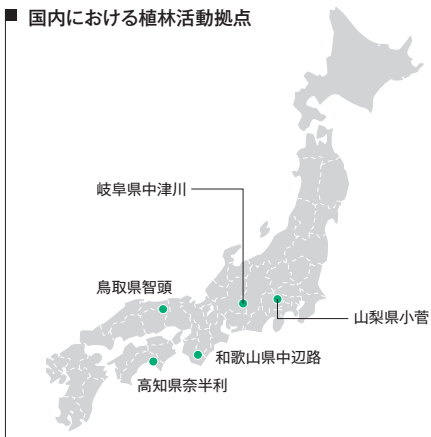 ■ 国内における植林活動拠点
岐阜県中津川
鳥取県智頭
山梨県小菅
和歌山県中辺路
高知県奈半利